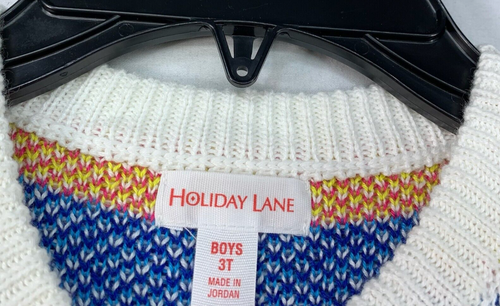 HOLIDAY LANE
BOYS
3T
MADE IN
JORDAN